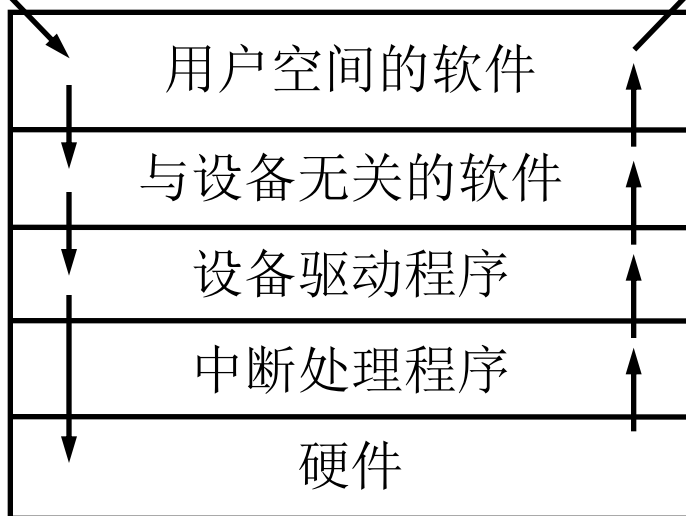 用户空间的软件
与设备无关的软件
设备驱动程序
中断处理程序
硬件